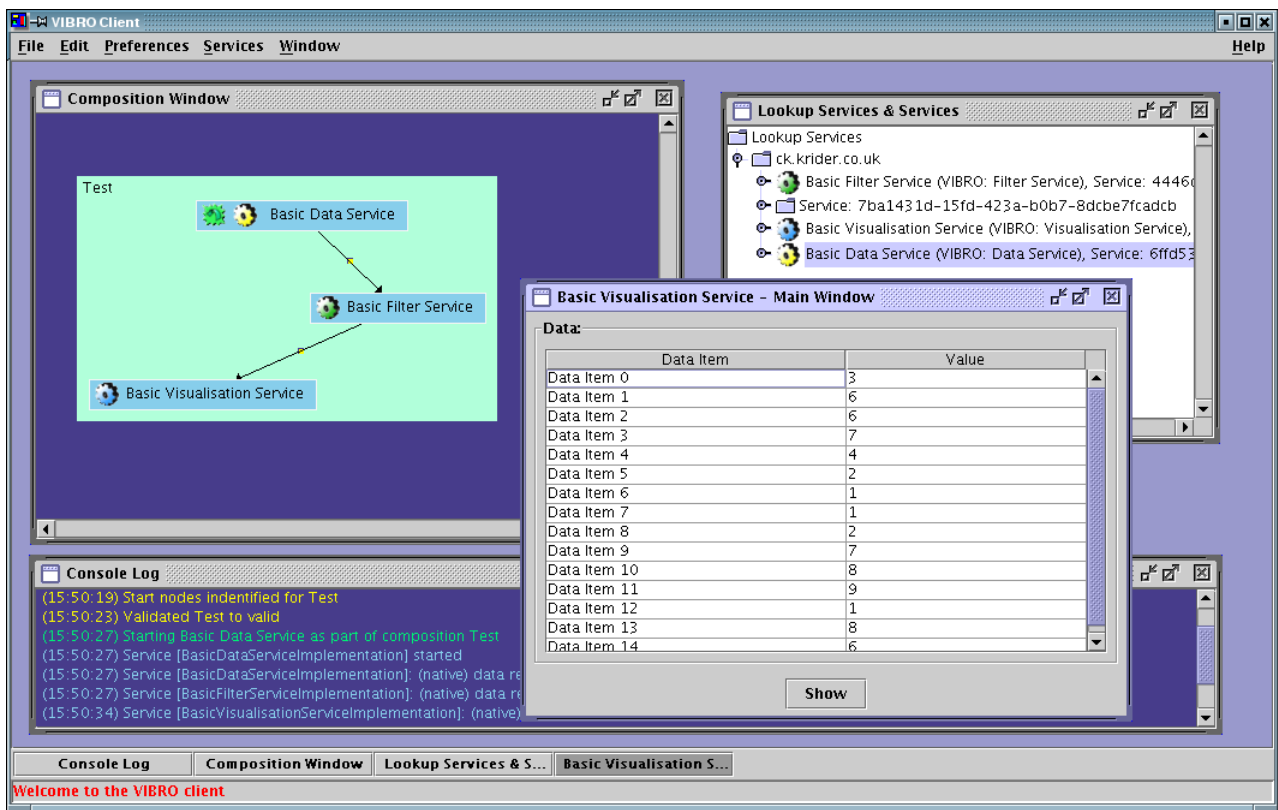 VIBRO Client
File Edit Preferences Services Window Help
Composition Window
Test
Basic Data Service
Basic Filter Service
Basic Visualisation Service
Lookup Services & Services
Lookup Services
ck.krider.co.uk
Basic Filter Service (VIBRO: Filter Service), Service: 4446
Service: 7ba1431d-15fd-423a-b0b7-8dcbe7fcadcb
Basic Visualisation Service (VIBRO: Visualisation Service),
Basic Data Service (VIBRO: Data Service), Service: 6ffd53
Basic Visualisation Service - Main Window
Data:
Data Item Value
Data Item 0 3
Data Item 1 6
Data Item 2 6
Data Item 3 7
Data Item 4 4
Data Item 5 2
Data Item 6 1
Data Item 7 1
Data Item 8 2
Data Item 9 7
Data Item 10 8
Data Item 11 9
Data Item 12 1
Data Item 13 8
Data Item 14 6
Show
Console Log
(15:50:19) Start nodes indentified for Test
(15:50:23) Validated Test to valid
(15:50:27) Starting Basic Data Service as part of composition Test
(15:50:27) Service [BasicDataServiceImplementation] started
(15:50:27) Service [BasicDataServiceImplementation]: (native) data re
(15:50:27) Service [BasicFilterServiceImplementation]: (native) data re
(15:50:34) Service [BasicVisualisationServiceImplementation]: (native)
Console Log Composition Window Lookup Services & S... Basic Visualisation S...
Welcome to the VIBRO client